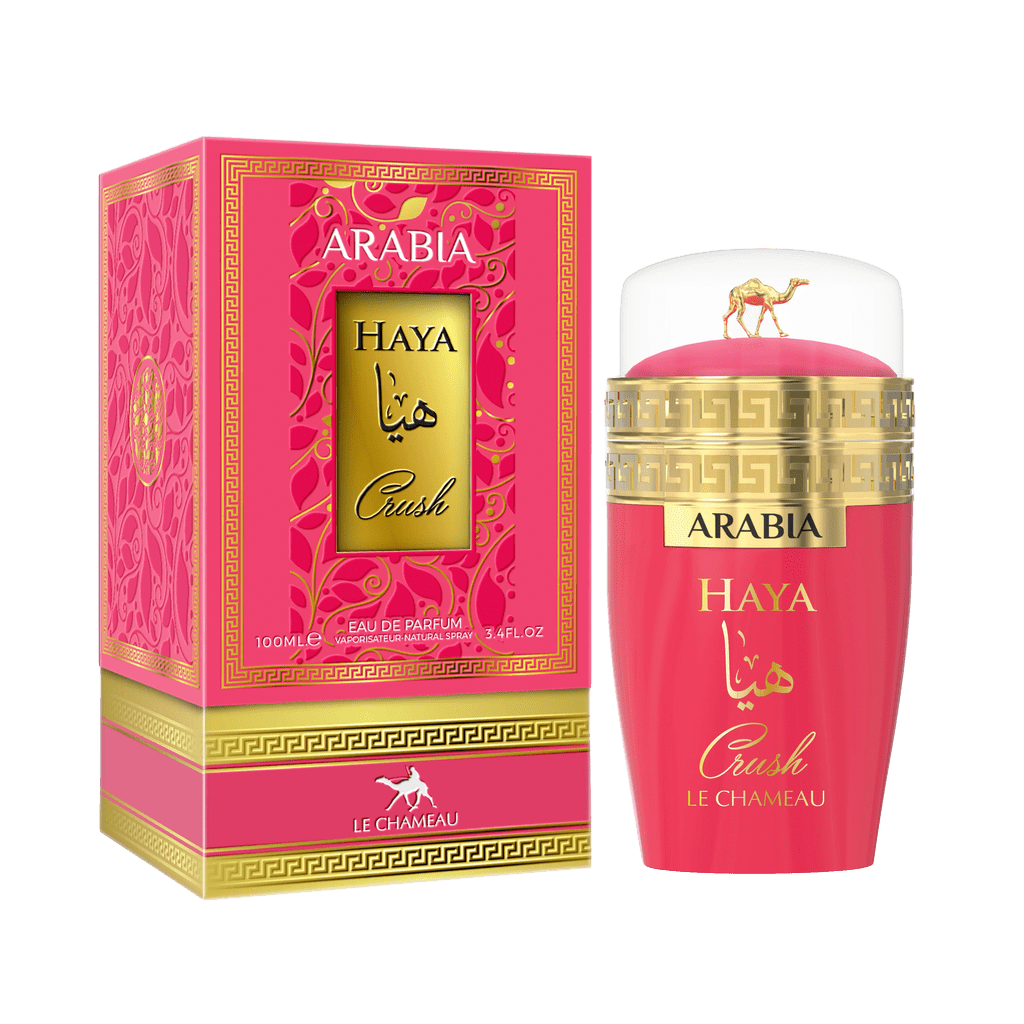 ARABIA
HAYA
هيا
Crush
EAU DE PARFUM
100ML.e VAPORISATEUR-NATURAL SPRAY 3.4FL.OZ
LE CHAMEAU
ARABIA
HAYA
هيا
Crush
LE CHAMEAU